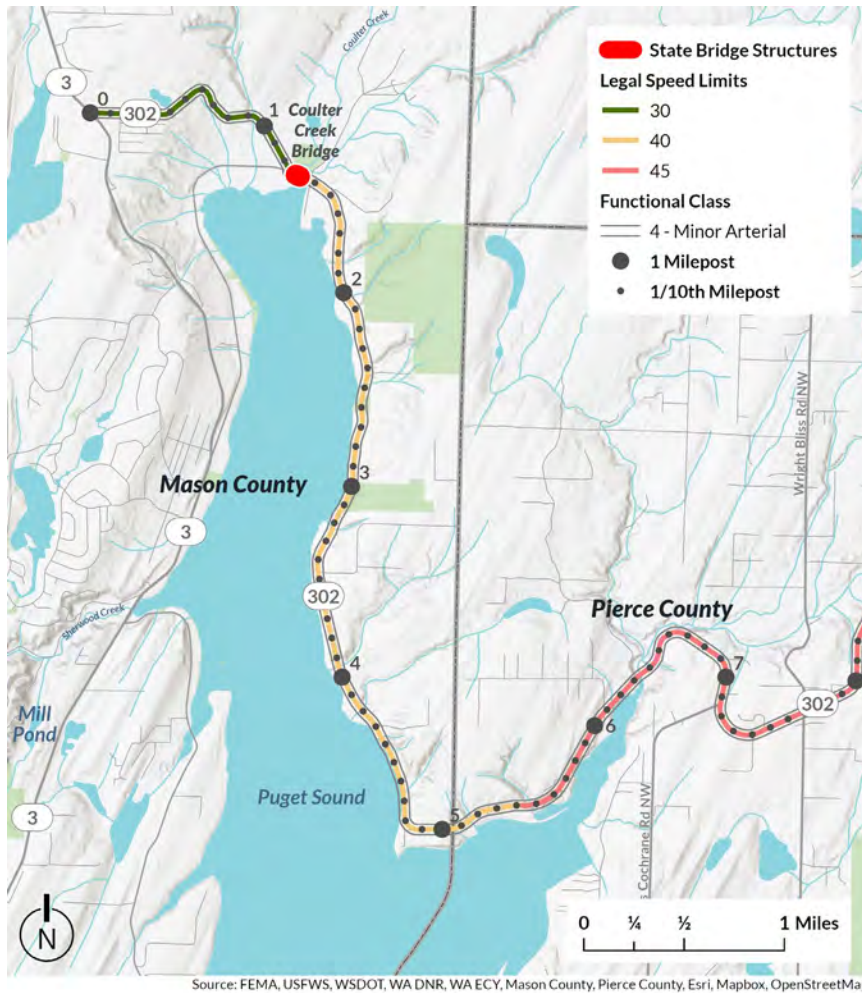 Coulter Creek
3
0
302
1
Coulter
Creek
Bridge
State Bridge Structures
Legal Speed Limits
30
40
45
Functional Class
4 - Minor Arterial
1 Milepost
1/10th Milepost
2
Wright Bliss Rd NW
3
Mason County
3
302
Sherwood Creek
Pierce County
4
7
302
Mill
Pond
6
Puget Sound
3
5
s Cochrane Rd NW
N
0 ¼ ½ 1 Miles
Source: FEMA, USFWS, WSDOT, WA DNR, WA ECY, Mason County, Pierce County, Esri, Mapbox, OpenStreetMa